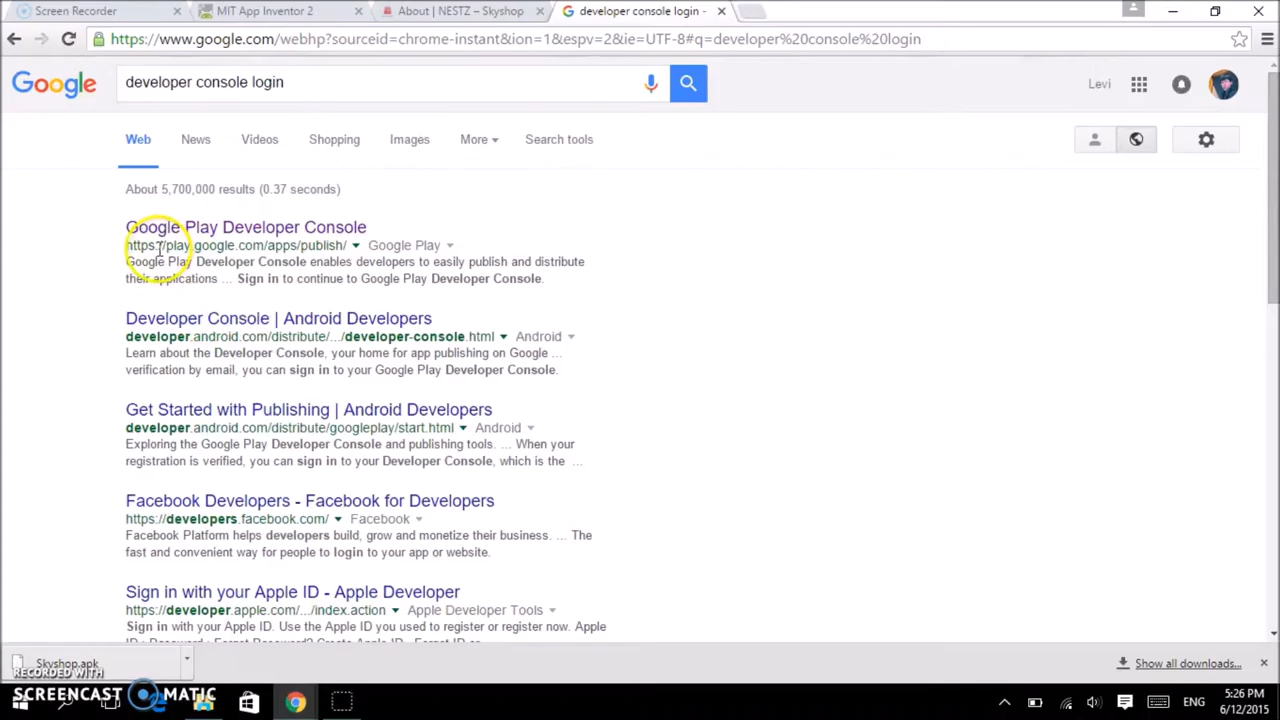 Screen Recorder
MIT App Inventor 2
About | NESTZ – Skyshop
developer console login -
https://www.google.com/webhp?sourceid=chrome-instant&ion=1&espv=2&ie=UTF-8#q=developer%20console%20login
Google
developer console login
Levi
Web News Videos Shopping Images More Search tools
About 5,700,000 results (0.37 seconds)
Google Play Developer Console
https://play.google.com/apps/publish/ Google Play
Google Play Developer Console enables developers to easily publish and distribute
their applications ... Sign in to continue to Google Play Developer Console.
Developer Console | Android Developers
developer.android.com/distribute/.../developer-console.html Android
Learn about the Developer Console, your home for app publishing on Google ...
verification by email, you can sign in to your Google Play Developer Console.
Get Started with Publishing | Android Developers
developer.android.com/distribute/googleplay/start.html Android
Exploring the Google Play Developer Console and publishing tools. ... When your
registration is verified, you can sign in to your Developer Console, which is the ...
Facebook Developers - Facebook for Developers
https://developers.facebook.com/ Facebook
Facebook Platform helps developers build, grow and monetize their business. ... The
fast and convenient way for people to login to your app or website.
Sign in with your Apple ID - Apple Developer
https://developer.apple.com/.../index.action Apple Developer Tools
Sign in with your Apple ID. Use the Apple ID you used to register or register now. Apple
Skyshop.apk
Show all downloads...
RECORDED WITH
SCREENCAST MATIC
ENG
5:26 PM
6/12/2015